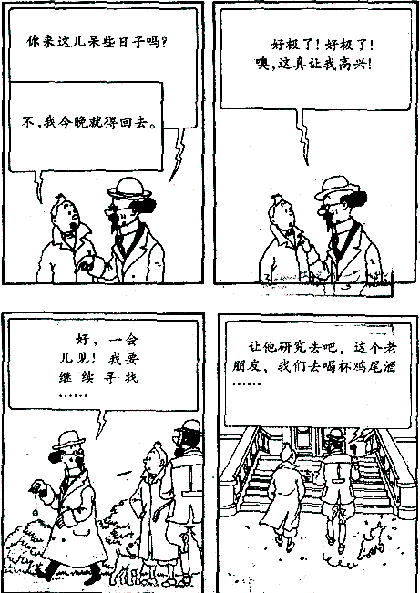 你来这儿呆些日子吗？
不，我今晚就得回去。
好极了！好极了！
噢，这真让我高兴！
好，一会
儿见！我要
继续寻找
……
让他研究去吧，这个老
朋友，我们去喝杯鸡尾酒
……